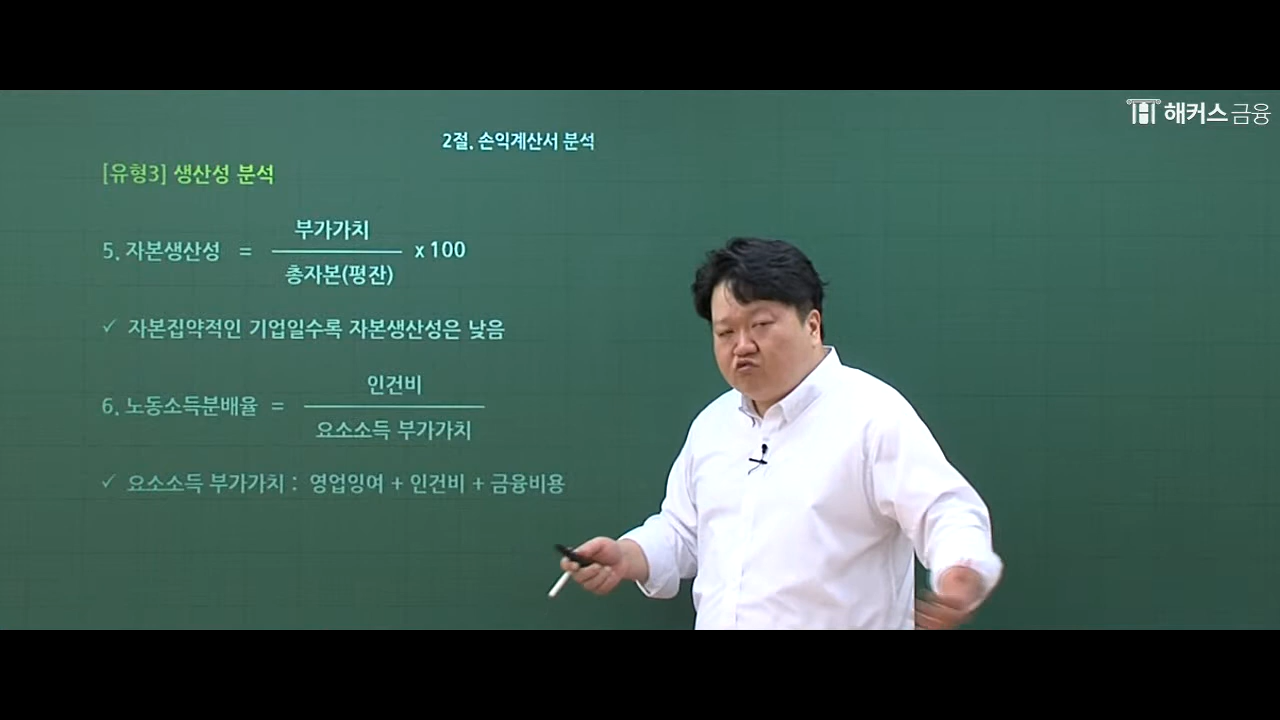 해커스금융
2절. 손익계산서 분석
[유형3] 생산성 분석
부가가치
5. 자본생산성 = x 100
총자본(평잔)
✓ 자본집약적인 기업일수록 자본생산성은 낮음
인건비
6. 노동소득분배율 =
요소소득 부가가치
✓ 요소소득 부가가치 : 영업잉여 + 인건비 + 금융비용